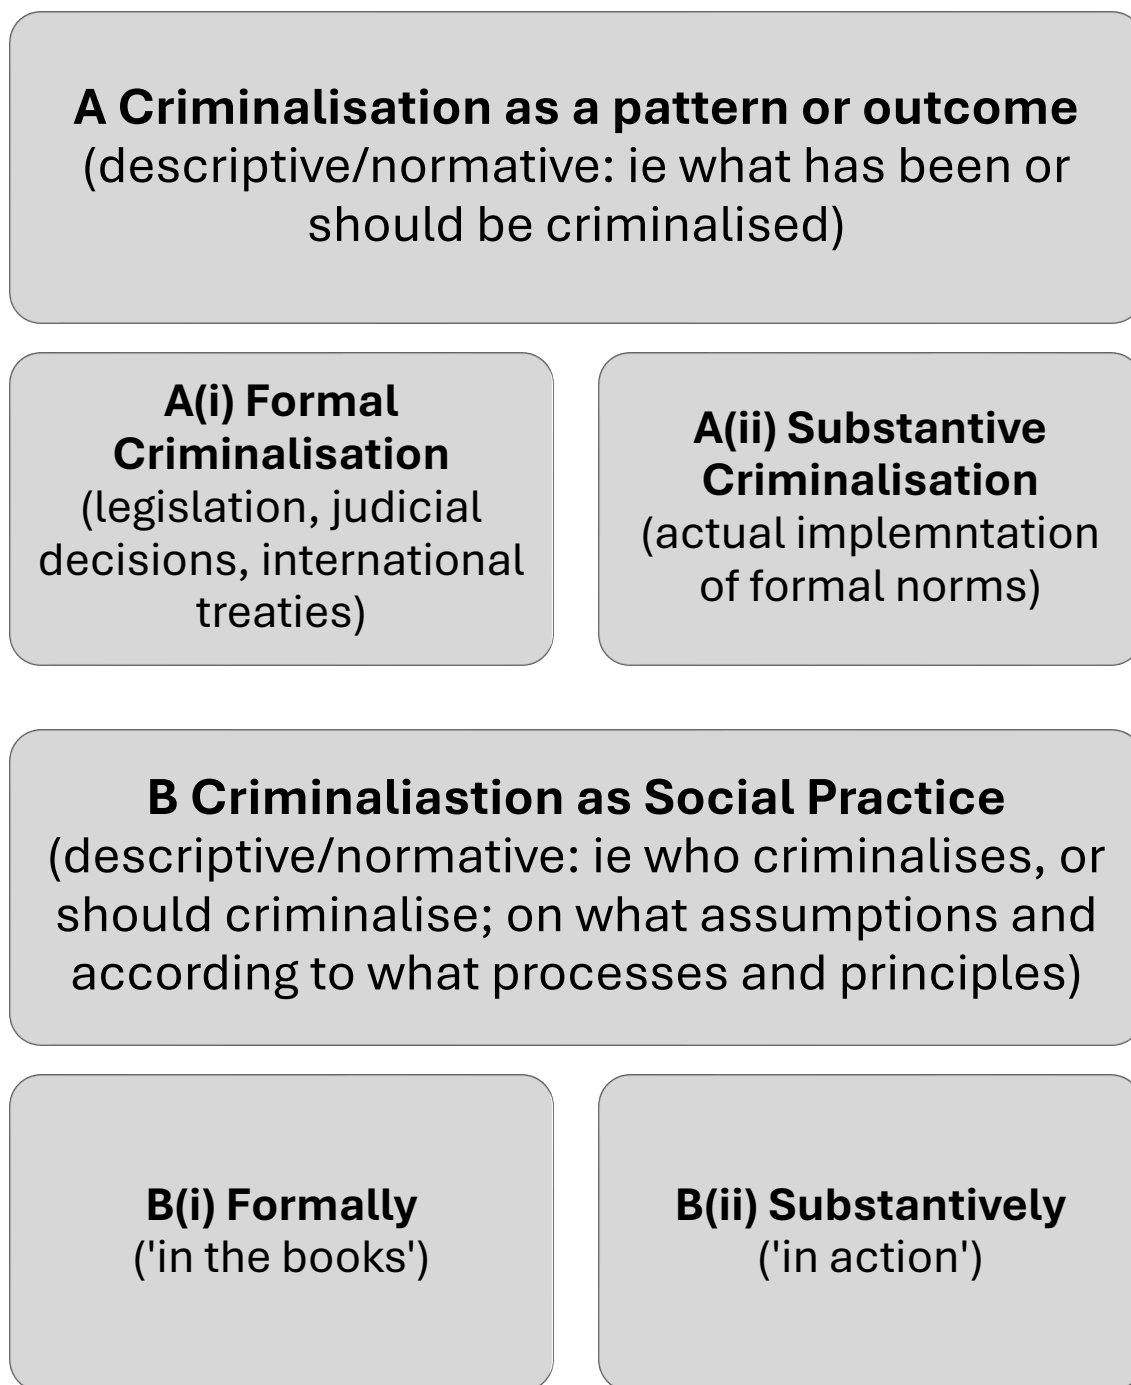 A Criminalisation as a pattern or outcome
(descriptive/normative: ie what has been or
should be criminalised)
A(i) Formal
Criminalisation
(legislation, judicial
decisions, international
treaties)
A(ii) Substantive
Criminalisation
(actual implemntation
of formal norms)
B Criminaliastion as Social Practice
(descriptive/normative: ie who criminalises, or
should criminalise; on what assumptions and
according to what processes and principles)
B(i) Formally
('in the books')
B(ii) Substantively
('in action')